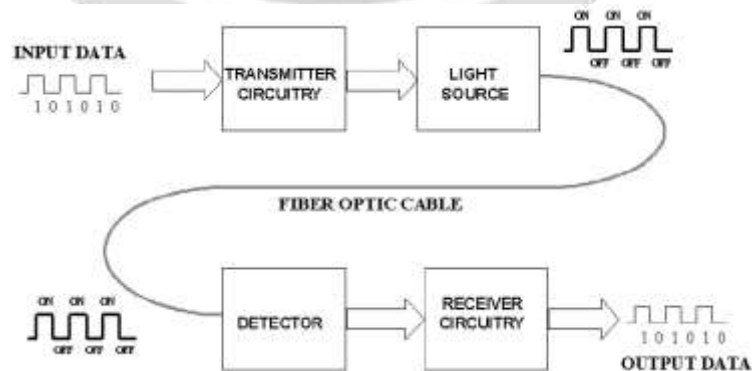 ON ON ON
OFF OFF OFF
INPUT DATA
1 0 1 0 1 0
TRANSMITTER
CIRCUITRY
LIGHT
SOURCE
FIBER OPTIC CABLE
ON ON ON
OFF OFF OFF
DETECTOR
RECEIVER
CIRCUITRY
1 0 1 0 1 0
OUTPUT DATA